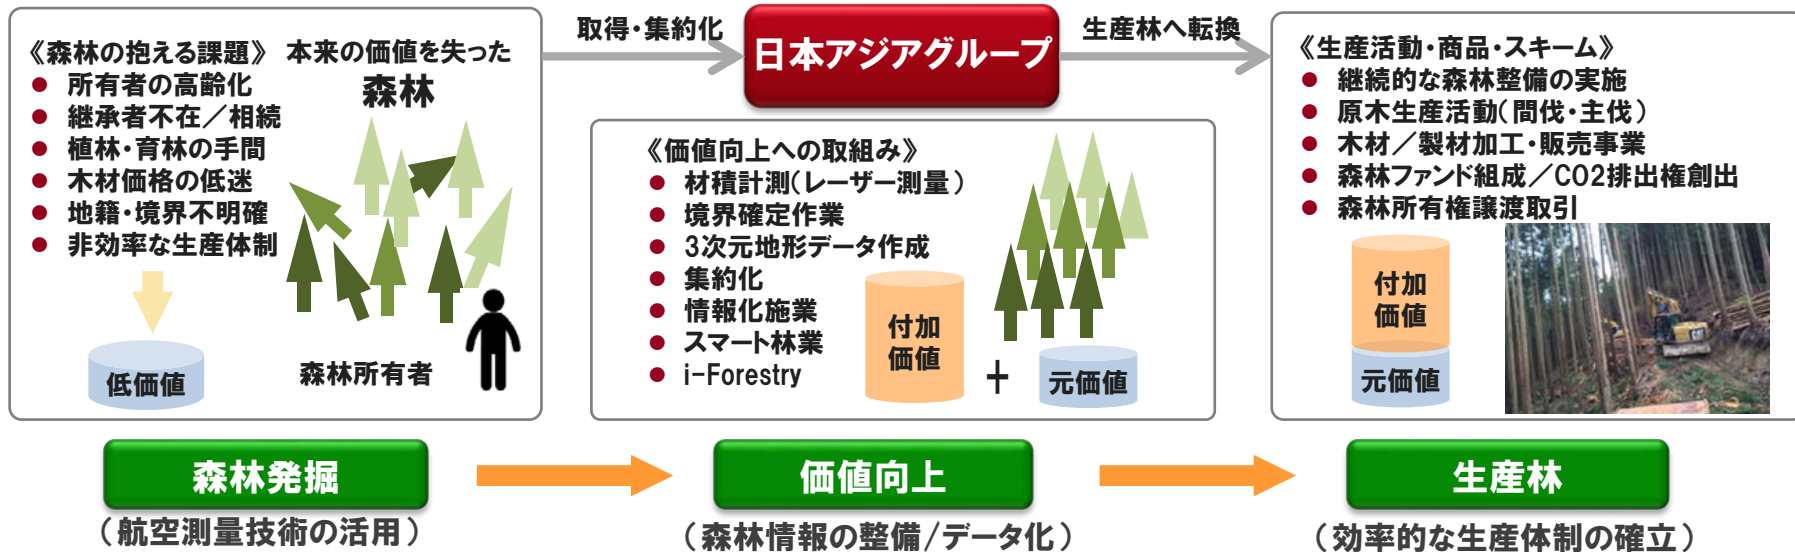 《森林の抱える課題》
● 所有者の高齢化
● 継承者不在／相続
● 植林・育林の手間
● 木材価格の低迷
● 地籍・境界不明確
● 非効率な生産体制
本来の価値を失った
森林
低価値
森林所有者
取得・集約化
日本アジアグループ
生産林へ転換
《価値向上への取組み》
● 材積計測（レーザー測量）
● 境界確定作業
● 3次元地形データ作成
● 集約化
● 情報化施業
● スマート林業
● i-Forestry
付加
価値
+
元価値
《生産活動・商品・スキーム》
● 継続的な森林整備の実施
● 原木生産活動（間伐・主伐）
● 木材／製材加工・販売事業
● 森林ファンド組成／CO2排出権創出
● 森林所有権譲渡取引
付加
価値
元価値
森林発掘
（航空測量技術の活用）
価値向上
（森林情報の整備/データ化）
生産林
（効率的な生産体制の確立）